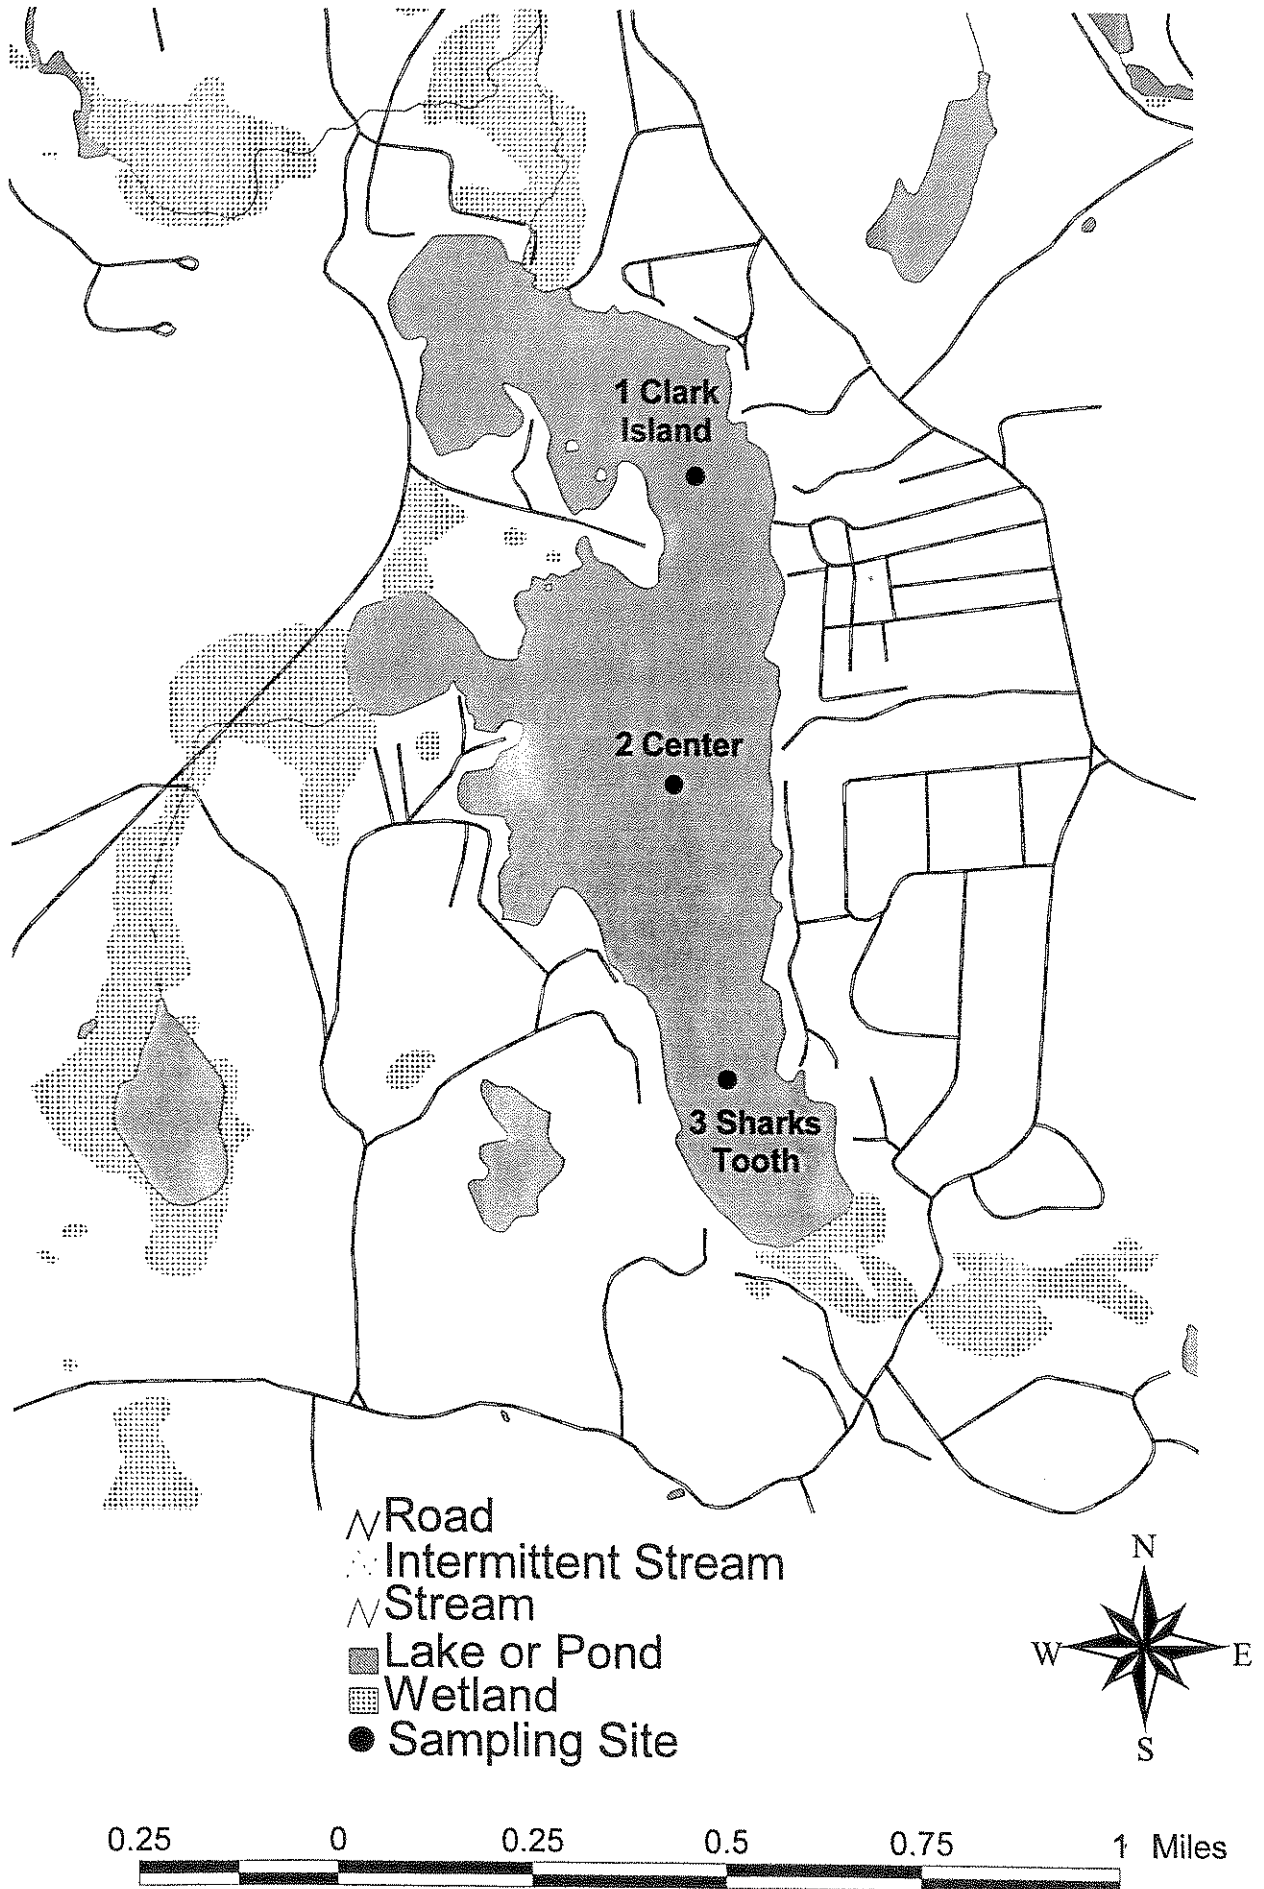 1 Clark
Island
2 Center
3 Sharks
Tooth
Road
Intermittent Stream
Stream
Lake or Pond
Wetland
Sampling Site
N
W E
S
0.25 0 0.25 0.5 0.75 1 Miles